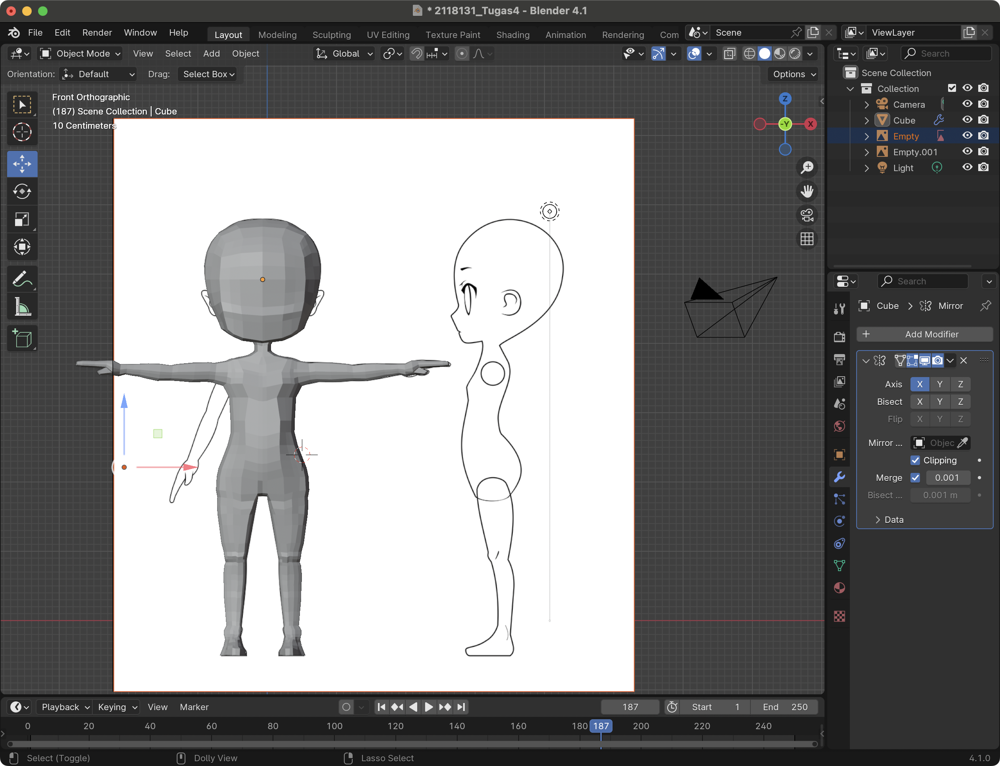 * 2118131_Tugas4 - Blender 4.1
File Edit Render Window Help
Layout Modeling Sculpting UV Editing Texture Paint Shading Animation Rendering Com
Scene
ViewLayer
Object Mode View Select Add Object
Global
Search
Orientation: Default Drag: Select Box
Options
Front Orthographic
(187) Scene Collection | Cube
10 Centimeters
Z
-Y
X
Scene Collection
Collection
Camera
Cube
Empty
Empty.001
Light
Search
Cube > Mirror
+ Add Modifier
Axis X Y Z
Bisect X Y Z
Flip X Y Z
Mirror ... Objec
Clipping
Merge 0.001
Bisect ... 0.001 m
Data
Playback Keying View Marker
187
Start 1
End 250
0 20 40 60 80 100 120 140 160 180 187 200 220 240
Select (Toggle)
Dolly View
Lasso Select
4.1.0